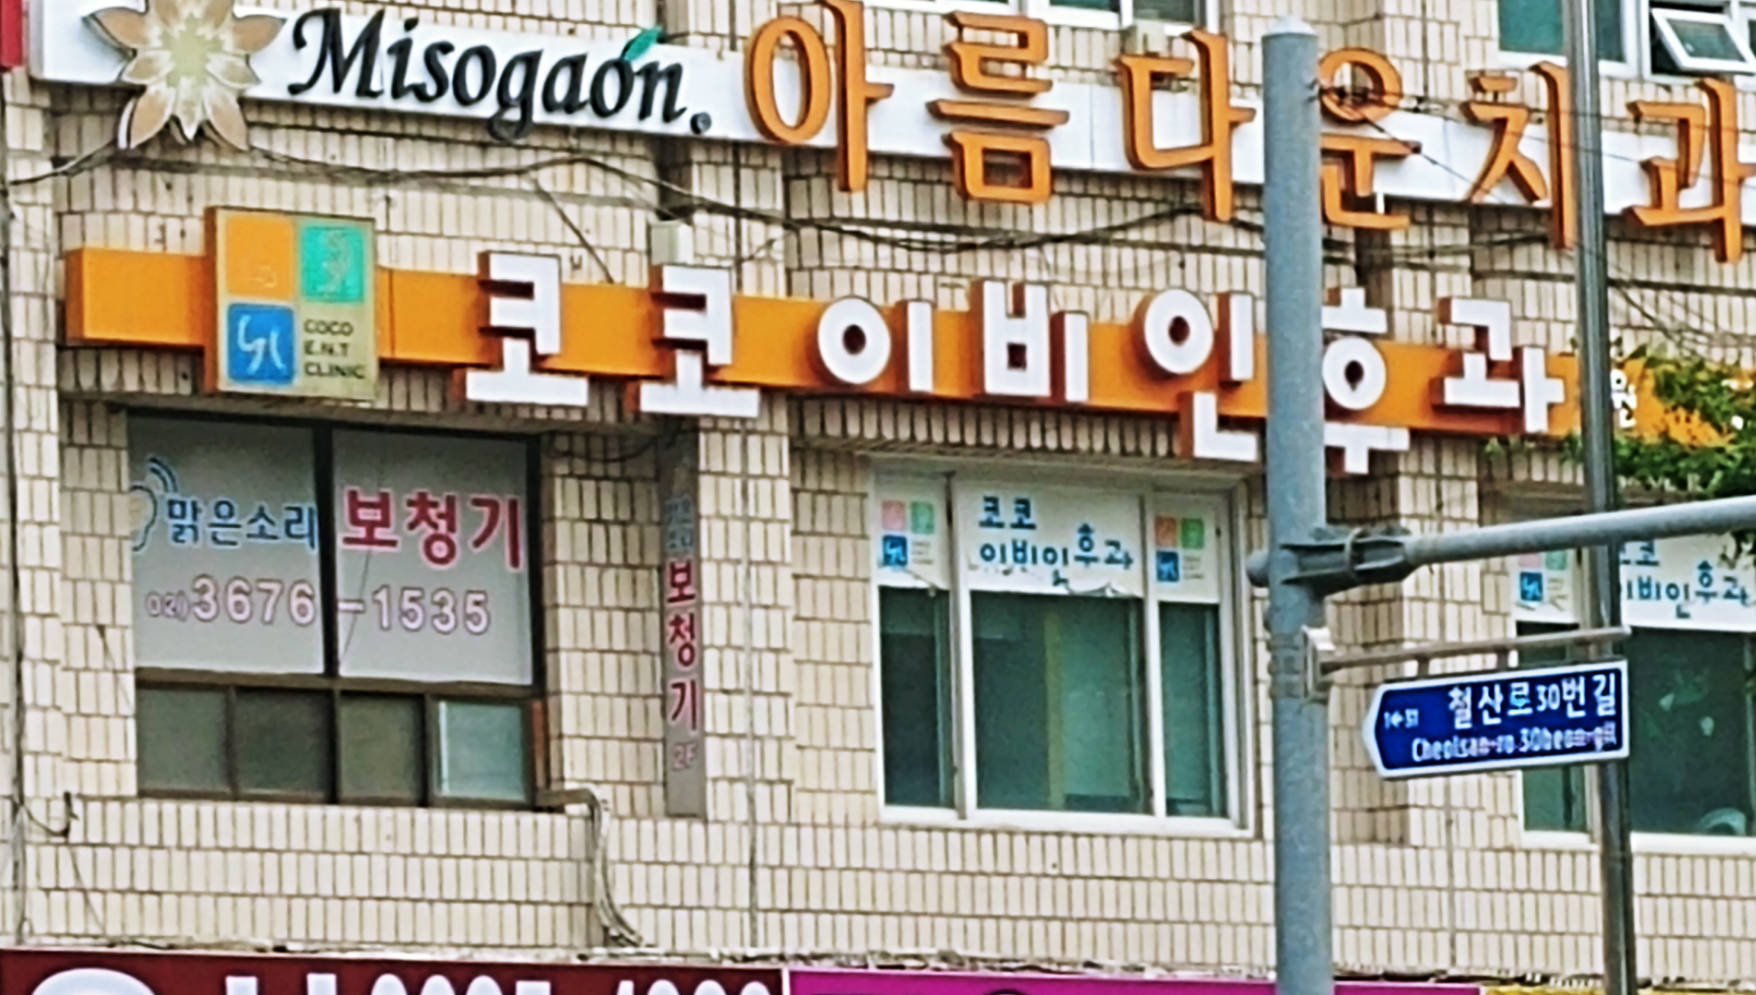 Misogaon. 아름다운치과
COCO
E.N.T
CLINIC
코코이비인후과
맑은소리 보청기
02)3676-1535
보청기
2F
코코
이비인후과
코코
이비인후과
철산로30번길
Cheolsan-ro 30beon-gil